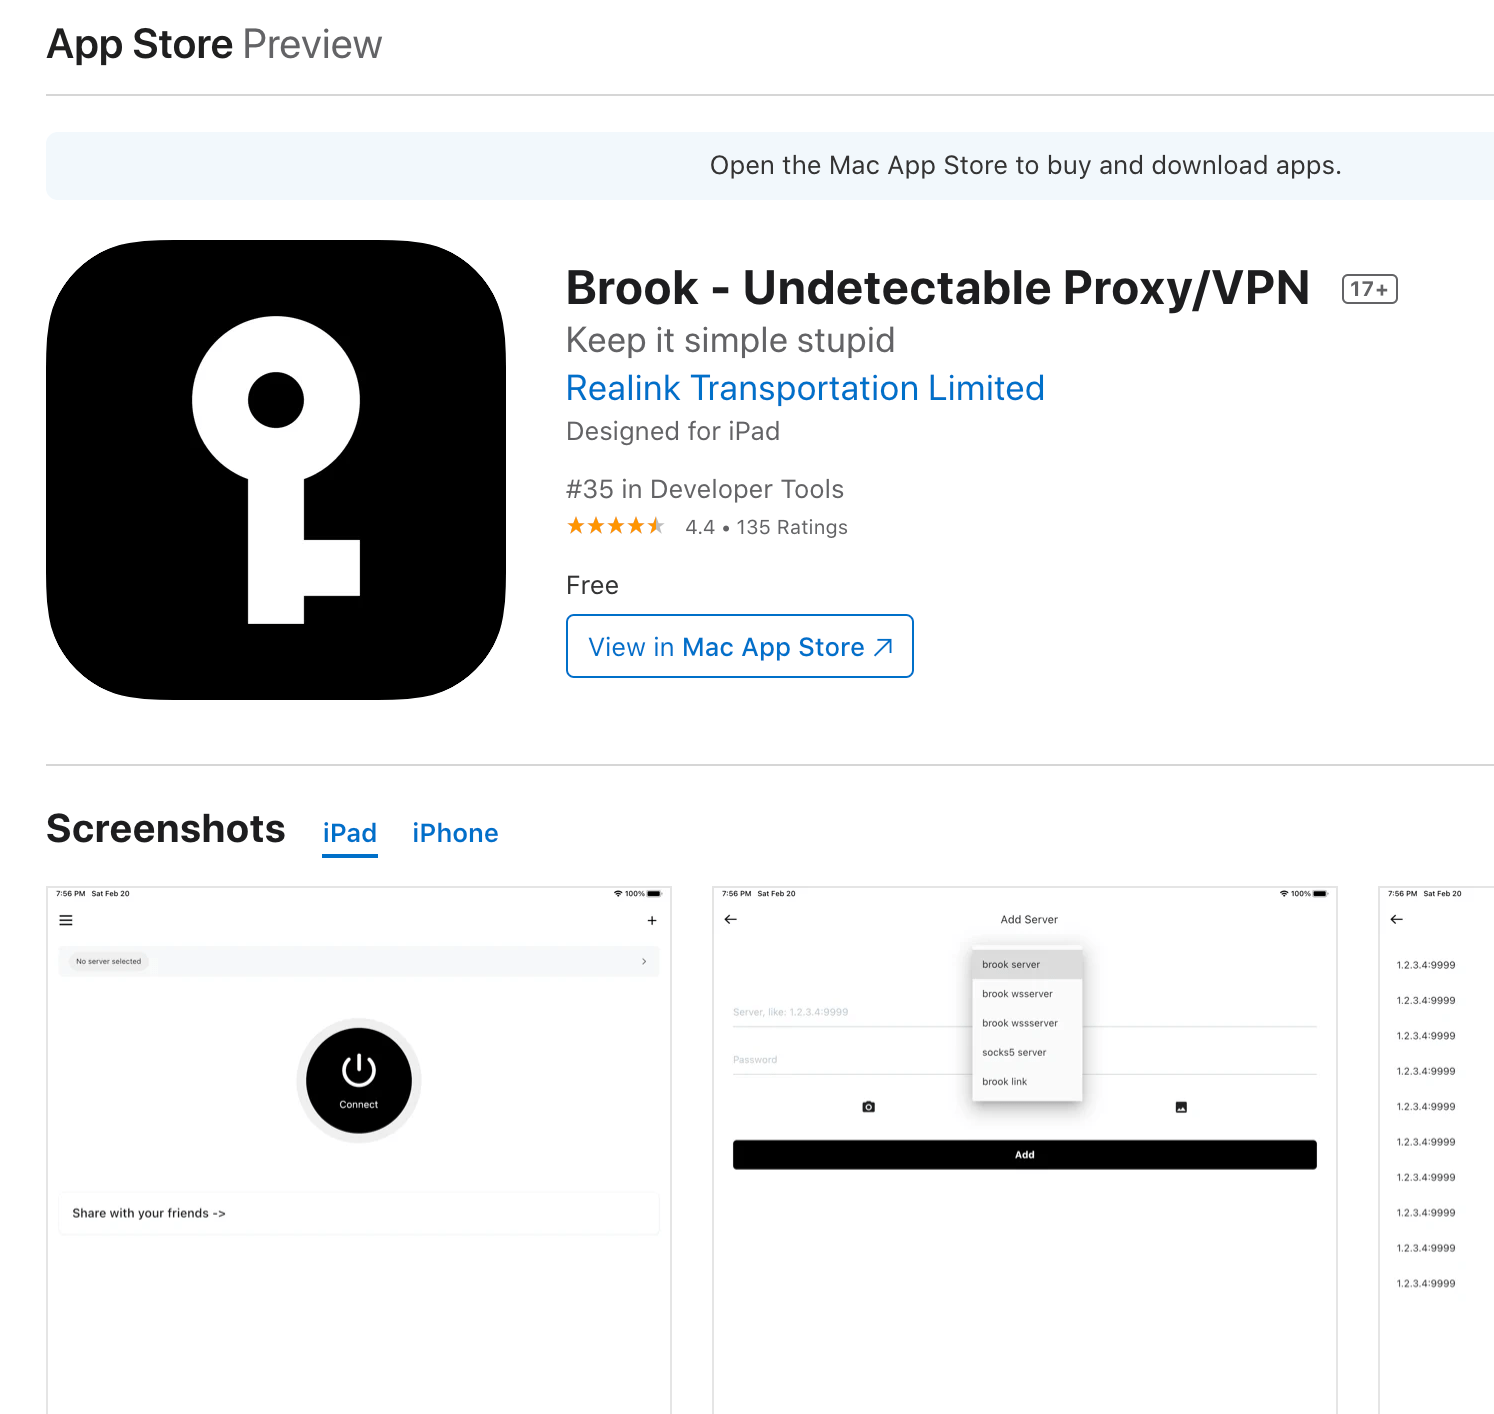 App Store Preview
Open the Mac App Store to buy and download apps.
Brook - Undetectable Proxy/VPN 17+
Keep it simple stupid
Realink Transportation Limited
Designed for iPad
#35 in Developer Tools
4.4 • 135 Ratings
Free
View in Mac App Store
Screenshots iPad iPhone
7:56 PM Sat Feb 20 100%
No server selected
Connect
Share with your friends ->
7:56 PM Sat Feb 20 100%
Add Server
brook server
brook wsserver
Server, like: 1.2.3.4:9999
brook wssserver
socks5 server
Password
brook link
Add
7:56 PM Sat Feb 20
1.2.3.4:9999
1.2.3.4:9999
1.2.3.4:9999
1.2.3.4:9999
1.2.3.4:9999
1.2.3.4:9999
1.2.3.4:9999
1.2.3.4:9999
1.2.3.4:9999
1.2.3.4:9999